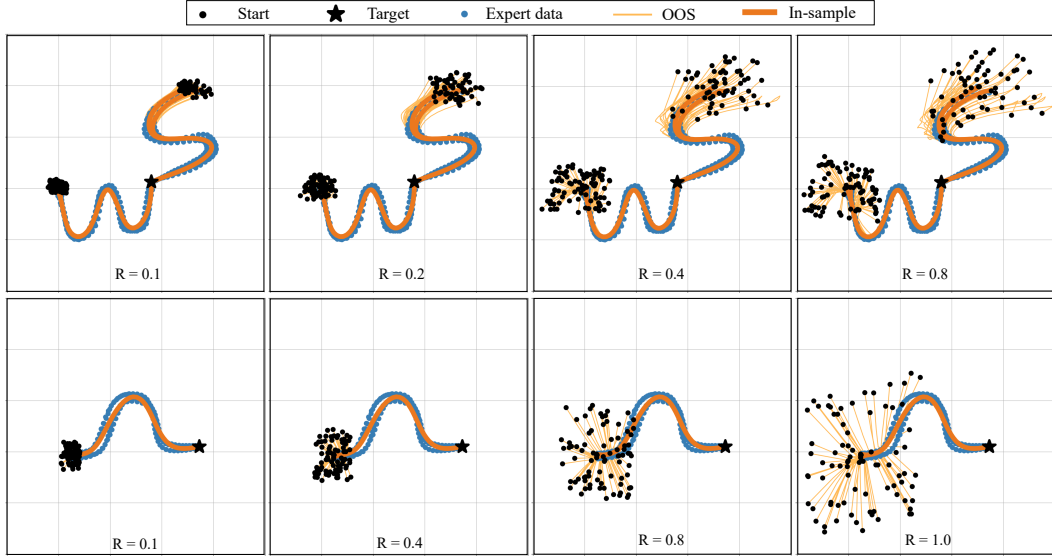 Start Target Expert data OOS In-sample
R = 0.1 R = 0.2 R = 0.4 R = 0.8
R = 0.1 R = 0.4 R = 0.8 R = 1.0